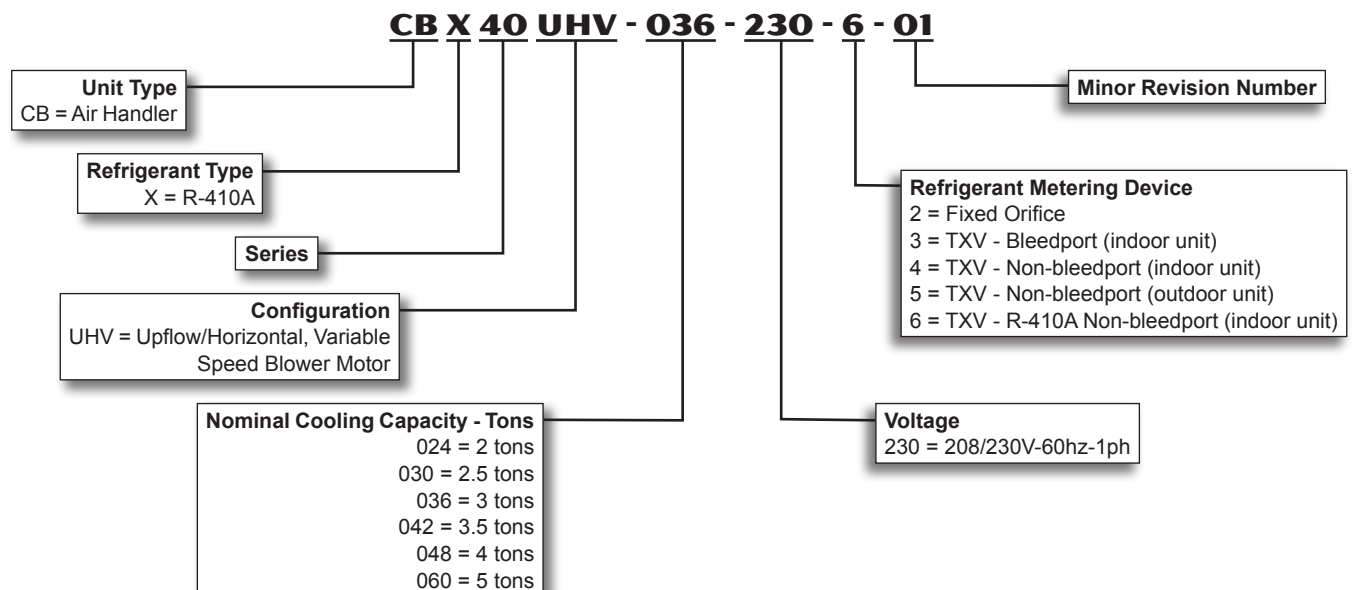 CB X 40 UHV - 036 - 230 - 6 - 01
Unit Type
CB = Air Handler
Refrigerant Type
X = R-410A
Series
Configuration
UHV = Upflow/Horizontal, Variable
Speed Blower Motor
Nominal Cooling Capacity - Tons
024 = 2 tons
030 = 2.5 tons
036 = 3 tons
042 = 3.5 tons
048 = 4 tons
060 = 5 tons
Minor Revision Number
Refrigerant Metering Device
2 = Fixed Orifice
3 = TXV - Bleedport (indoor unit)
4 = TXV - Non-bleedport (indoor unit)
5 = TXV - Non-bleedport (outdoor unit)
6 = TXV - R-410A Non-bleedport (indoor unit)
Voltage
230 = 208/230V-60hz-1ph